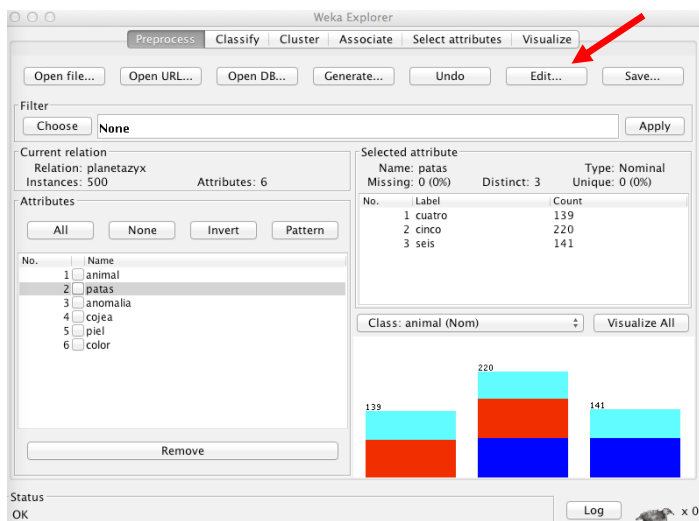 Weka Explorer
Preprocess Classify Cluster Associate Select attributes Visualize
Open file... Open URL... Open DB... Generate... Undo Edit... Save...
Filter
Choose None Apply
Current relation
Relation: planetazyx
Instances: 500 Attributes: 6
Selected attribute
Name: patas Type: Nominal
Missing: 0 (0%) Distinct: 3 Unique: 0 (0%)
No. Label Count
1 cuatro 139
2 cinco 220
3 seis 141
Attributes
All None Invert Pattern
No. Name
1 animal
2 patas
3 anomalia
4 cojea
5 piel
6 color
Remove
Class: animal (Nom) Visualize All
139
220
141
Status
OK
Log x 0